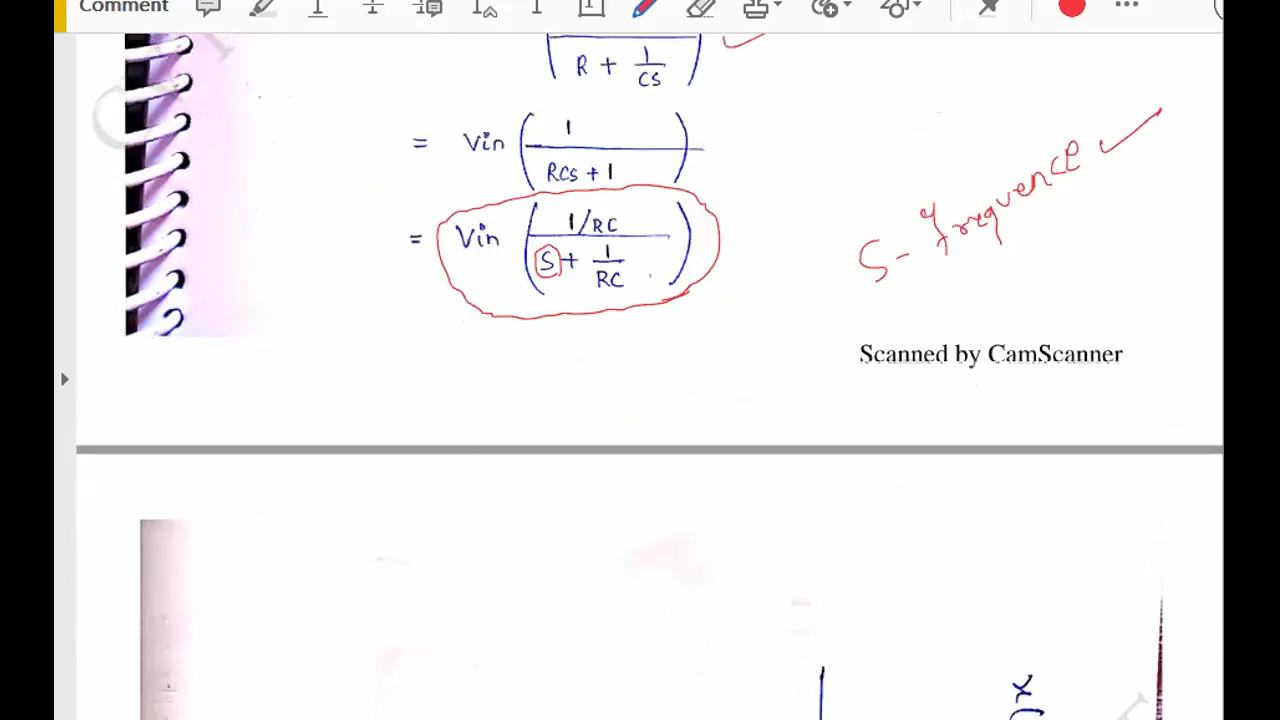 Comment
R + 1/CS
= Vin ( 1 / RCS + 1 )
= Vin ( 1/RC / S + 1/RC )
S - frequence
Scanned by CamScanner
x